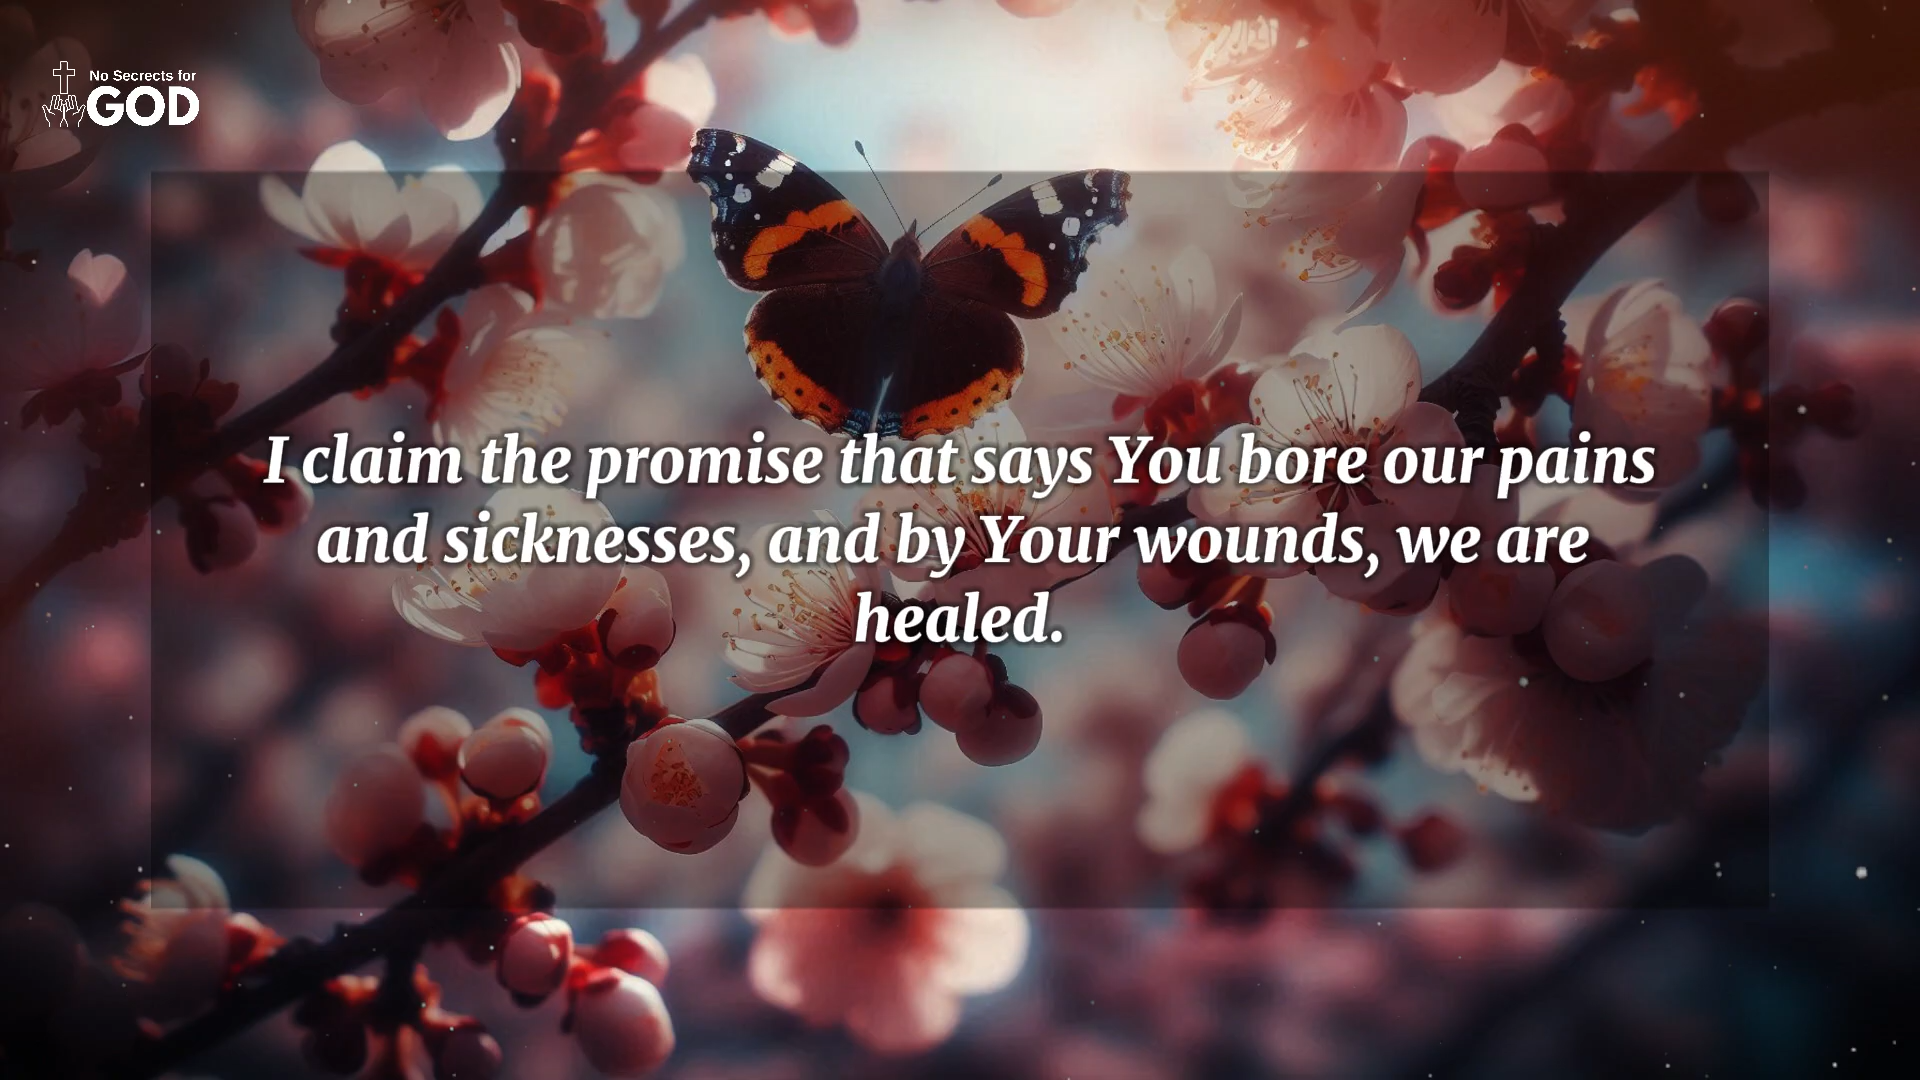 No Secrects for
GOD
I claim the promise that says You bore our pains
and sicknesses, and by Your wounds, we are
healed.